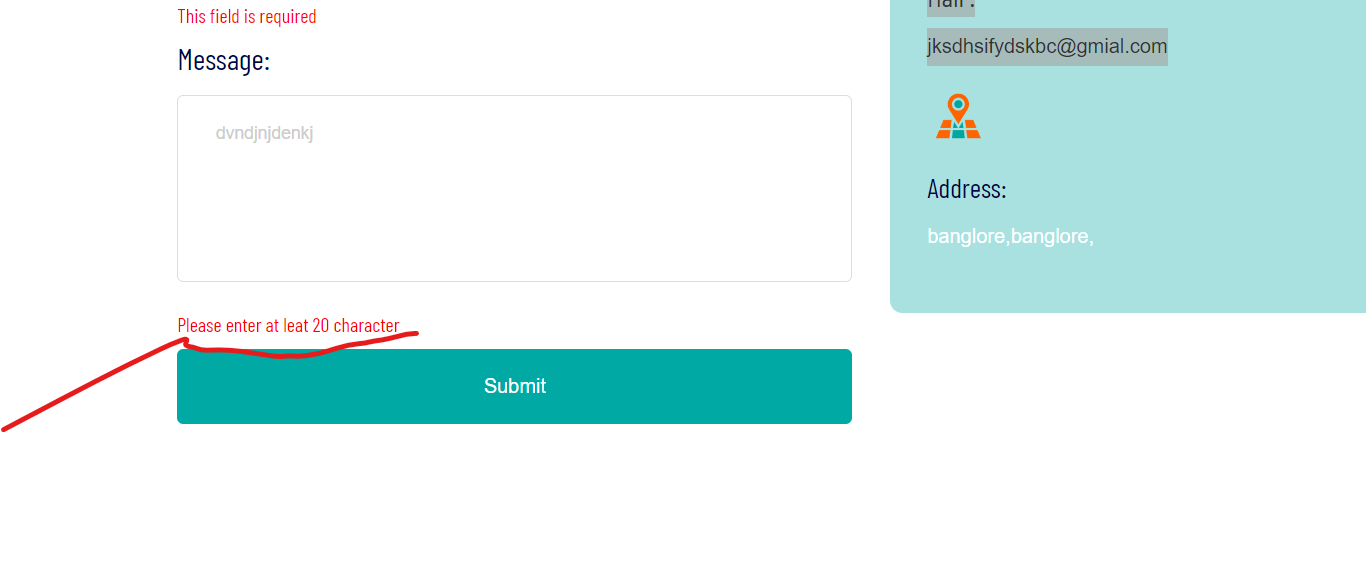 This field is required
Message:
dvndjnjdenkj
Please enter at leat 20 character
Submit
jksdhsifydskbc@gmial.com
Address:
banglore,banglore,